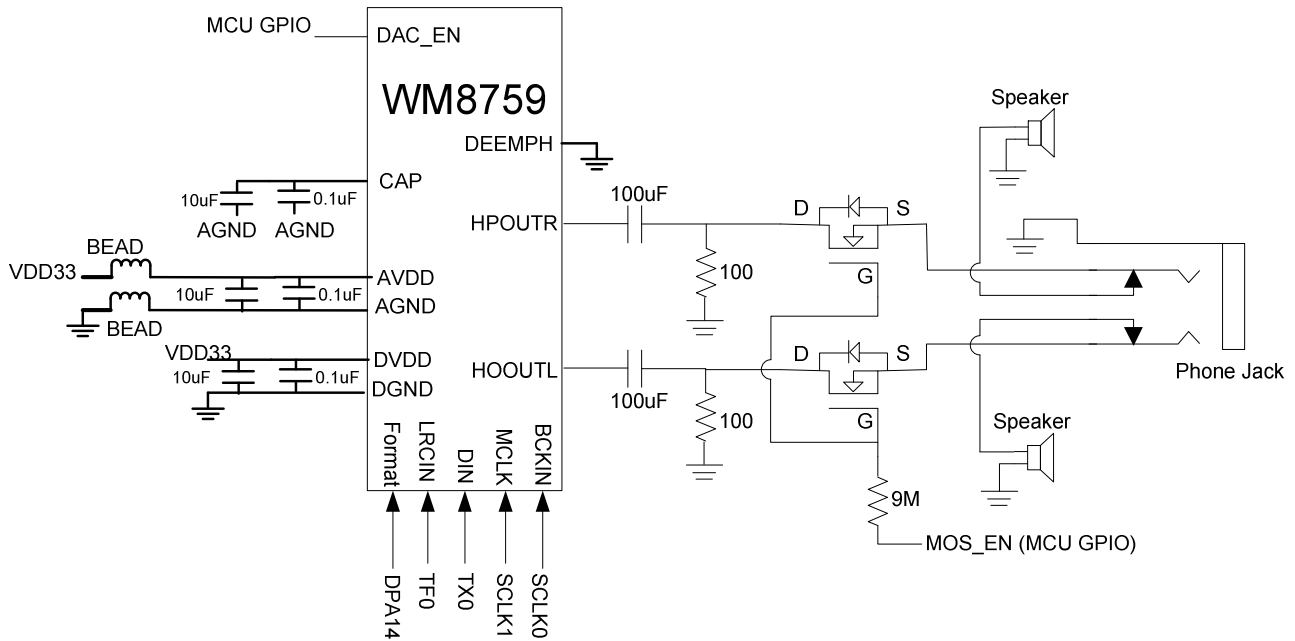 MCU GPIO
DAC_EN
WM8759
DEEMPH
CAP
10uF
0.1uF
AGND
AGND
HPOUTR
100uF
D
S
G
100
BEAD
VDD33
AVDD
10uF
0.1uF
AGND
BEAD
VDD33
DVDD
10uF
0.1uF
DGND
HOOUTL
100uF
D
S
G
100
9M
MOS_EN (MCU GPIO)
Speaker
Phone Jack
Speaker
Format
LRCIN
DIN
MCLK
BCKIN
DPA14
TF0
TX0
SCLK1
SCLK0